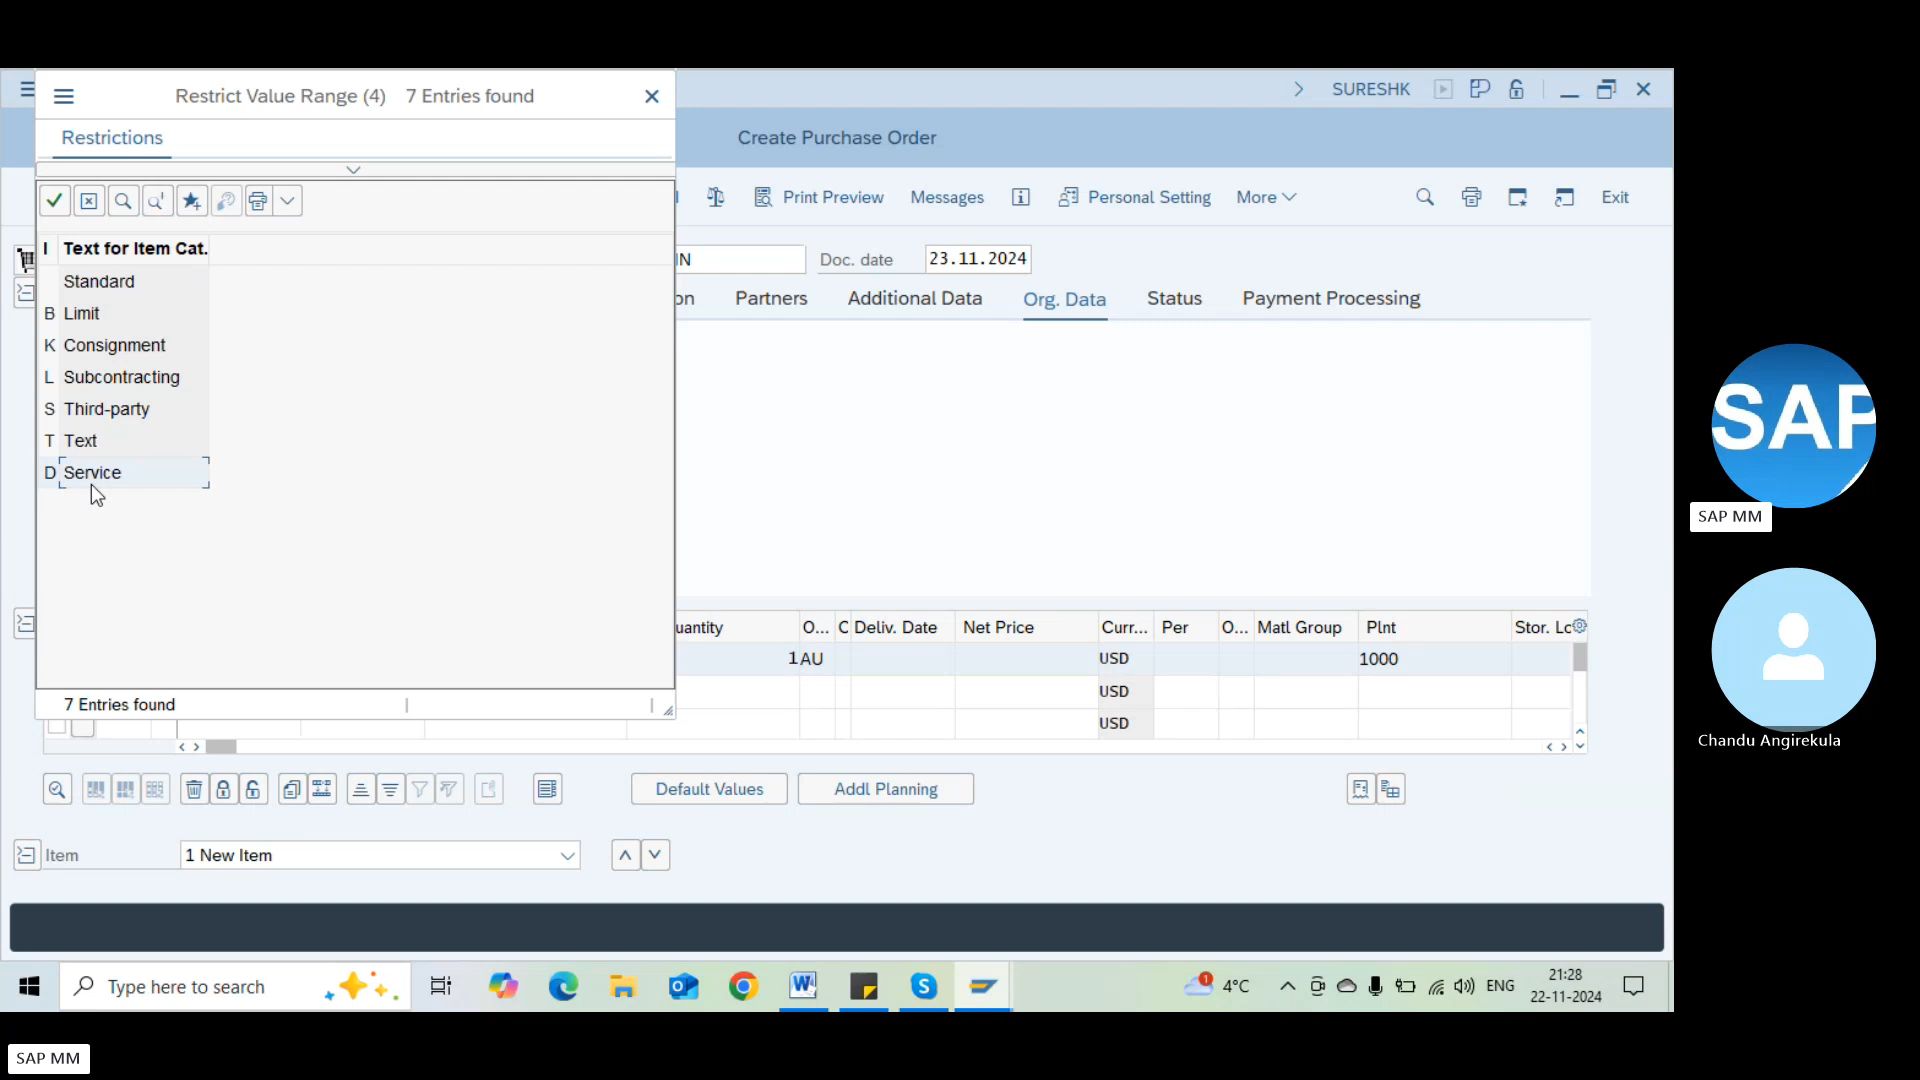 Restrict Value Range (4) 7 Entries found
SURESHK
Restrictions
Create Purchase Order
Print Preview Messages Personal Setting More Exit
I Text for Item Cat.
IN Doc. date 23.11.2024
Standard
on Partners Additional Data Org. Data Status Payment Processing
B Limit
K Consignment
L Subcontracting
S Third-party
T Text
D Service
uantity O... C Deliv. Date Net Price Curr... Per O... Matl Group Plnt Stor. Lc
1 AU USD 1000
USD
7 Entries found
USD
Default Values Addl Planning
Item 1 New Item
Type here to search
1 4°C ENG 21:28
22-11-2024
SAP
SAP MM
Chandu Angirekula
SAP MM